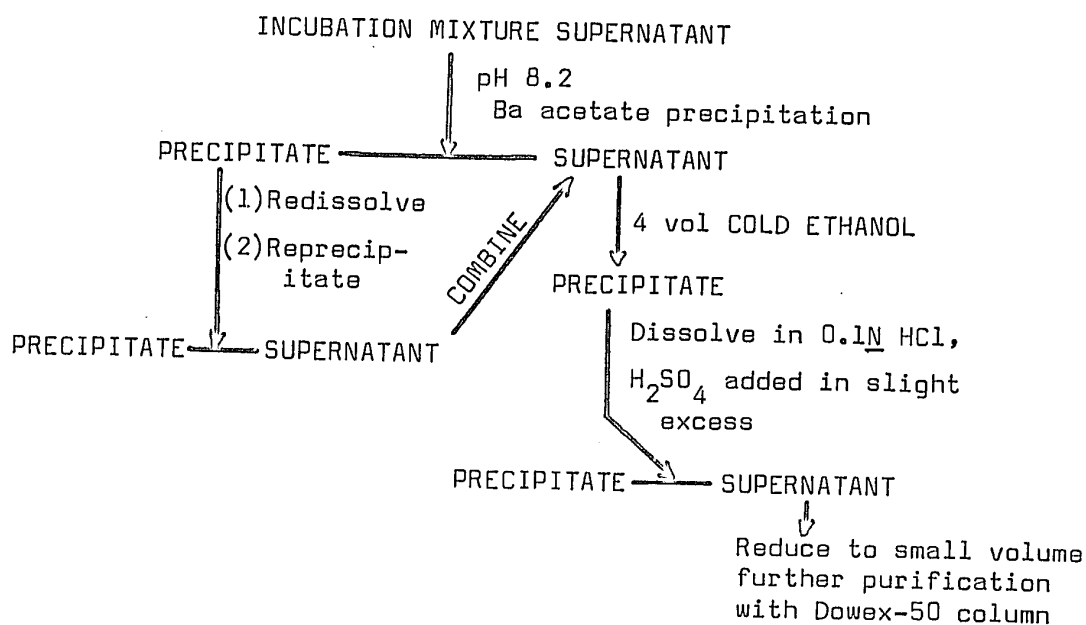 INCUBATION MIXTURE SUPERNATANT
pH 8.2
Ba acetate precipitation
PRECIPITATE
SUPERNATANT
(1)Redissolve
(2)Reprecip-
itate
COMBINE
4 vol COLD ETHANOL
PRECIPITATE
PRECIPITATE
SUPERNATANT
Dissolve in 0.1N HCl,
H2SO4 added in slight
excess
PRECIPITATE
SUPERNATANT
Reduce to small volume
further purification
with Dowex-50 column